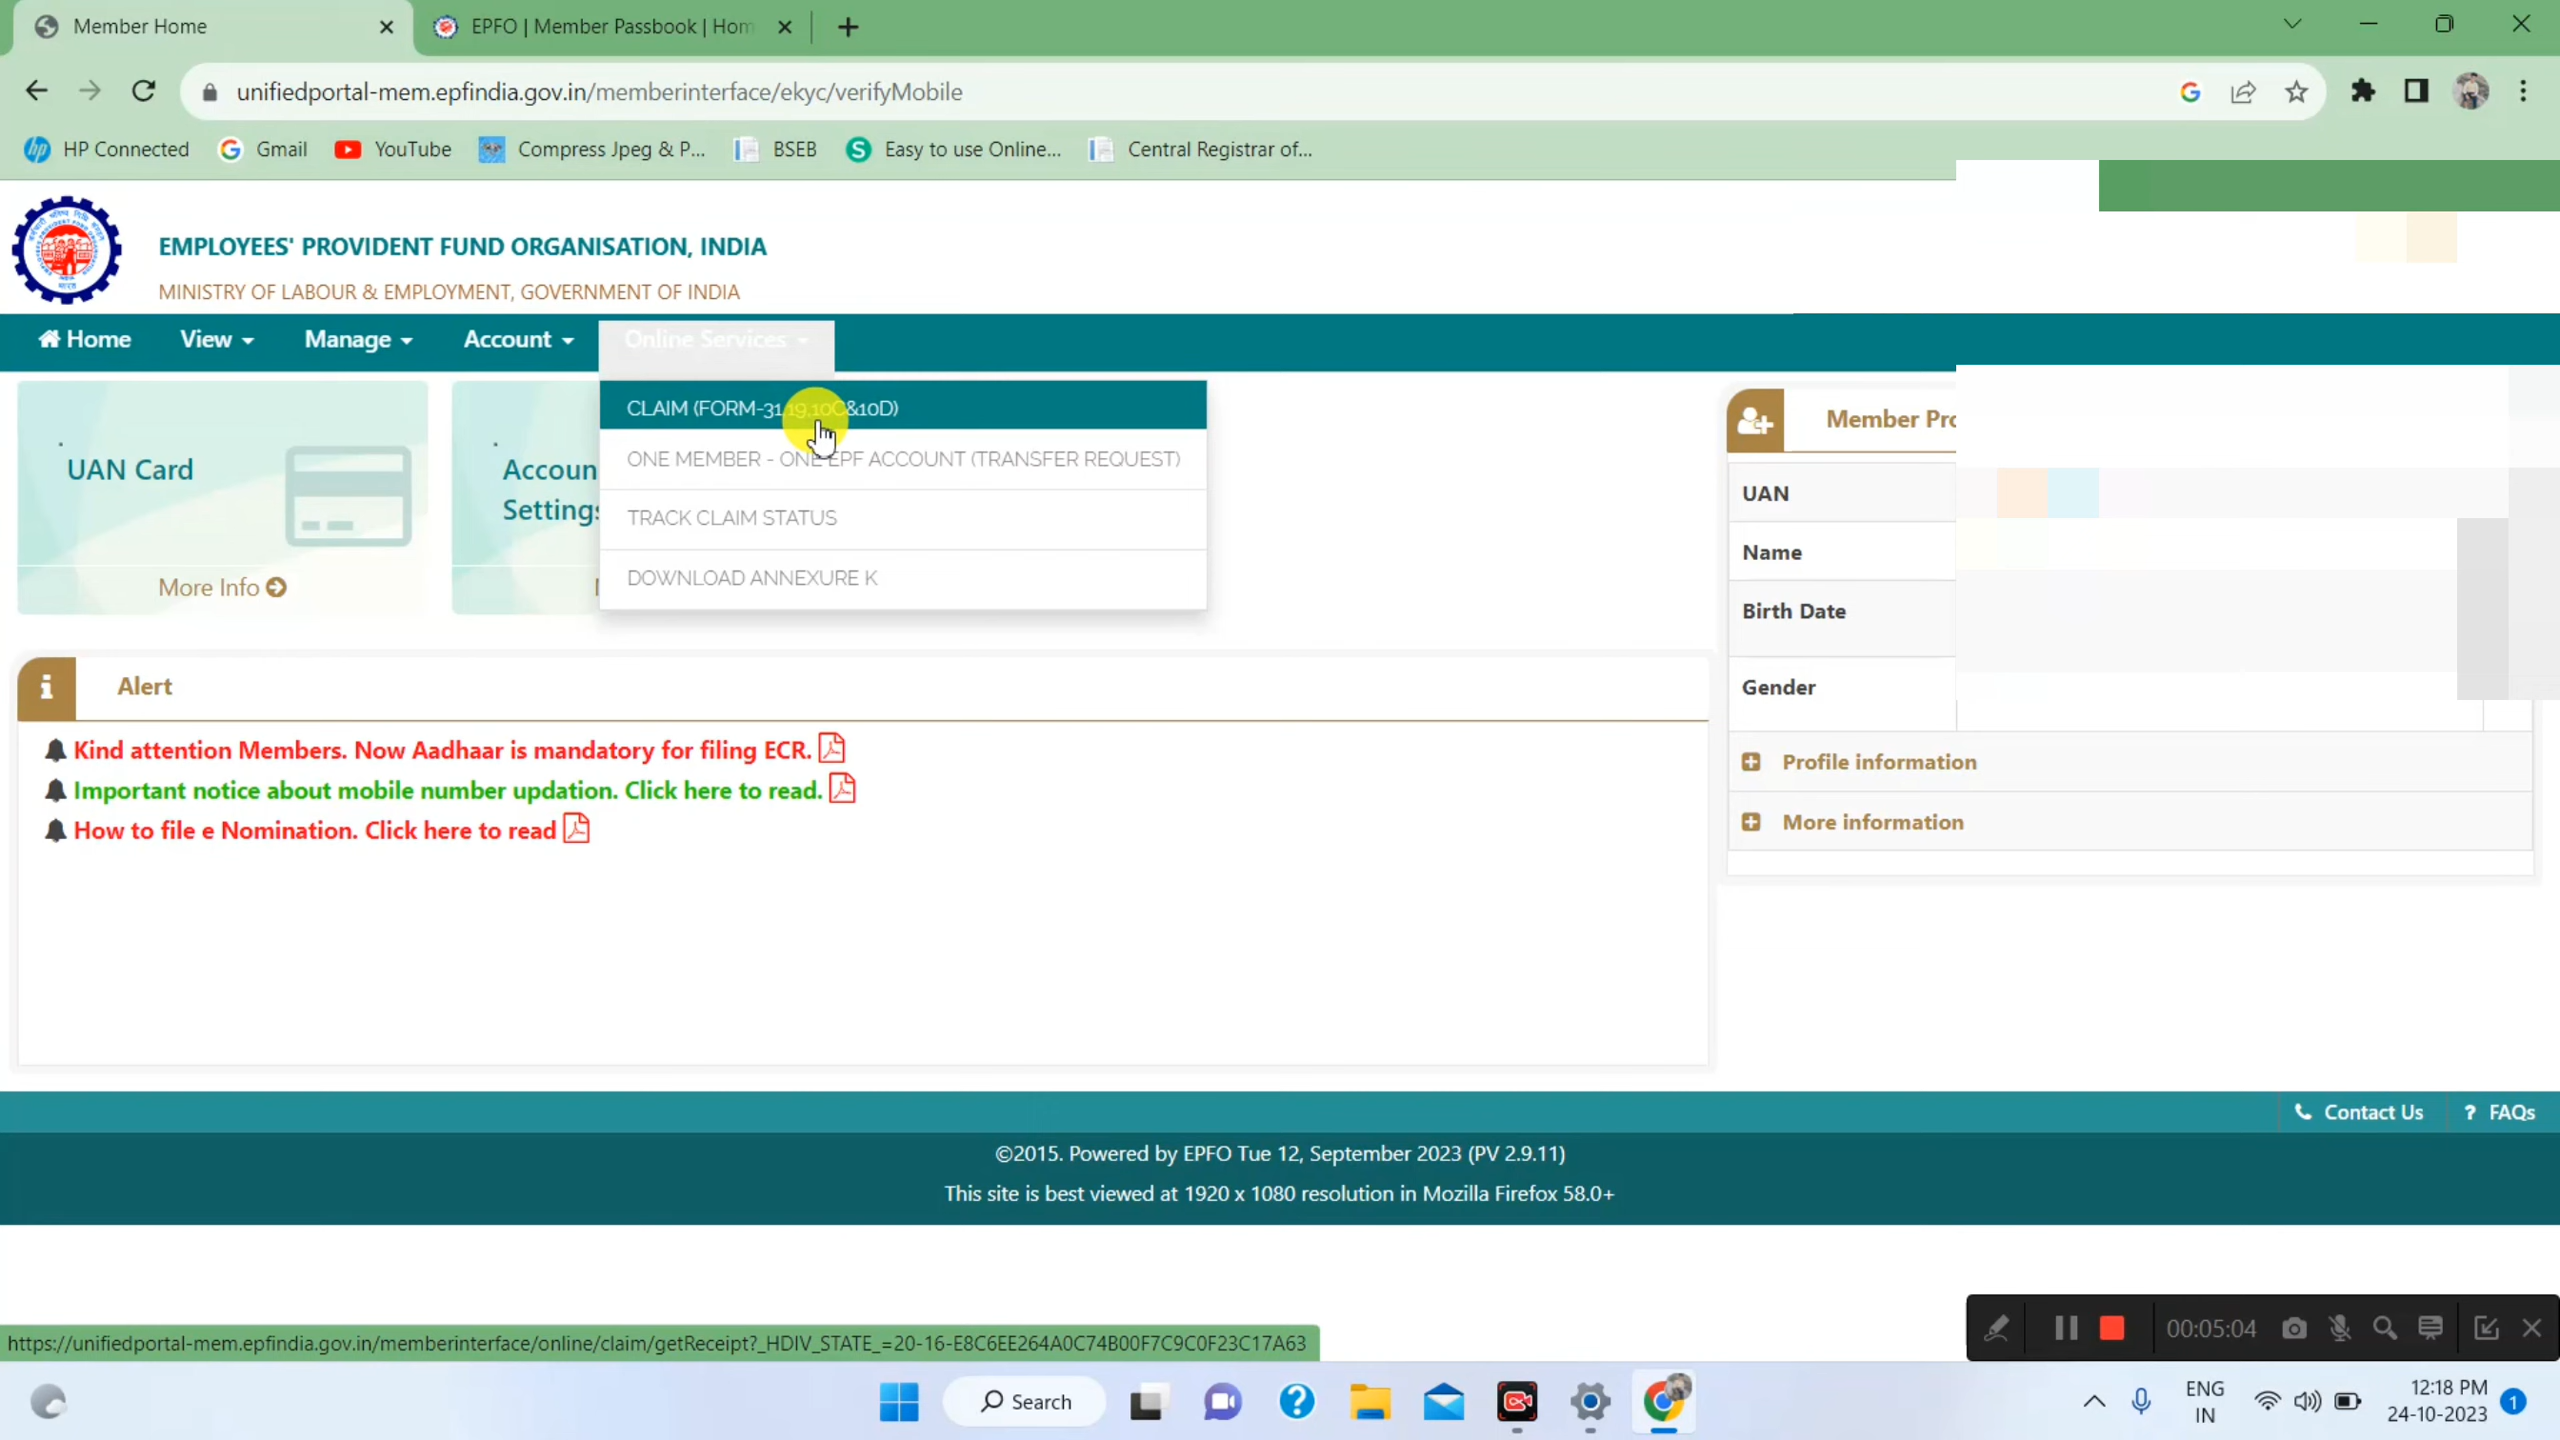 Member Home
EPFO | Member Passbook | Hom
unifiedportal-mem.epfindia.gov.in/memberinterface/ekyc/verifyMobile
HP Connected
Gmail
YouTube
Compress Jpeg & P...
BSEB
Easy to use Online...
Central Registrar of...
EMPLOYEES' PROVIDENT FUND ORGANISATION, INDIA
MINISTRY OF LABOUR & EMPLOYMENT, GOVERNMENT OF INDIA
Home
View
Manage
Account
Online Services
CLAIM (FORM-31,19,10C&10D)
ONE MEMBER - ONE EPF ACCOUNT (TRANSFER REQUEST)
TRACK CLAIM STATUS
DOWNLOAD ANNEXURE K
UAN Card
More Info
Accoun
Settings
Member Pro
UAN
Name
Birth Date
Gender
Profile information
More information
Alert
Kind attention Members. Now Aadhaar is mandatory for filing ECR.
Important notice about mobile number updation. Click here to read.
How to file e Nomination. Click here to read
Contact Us
? FAQs
©2015. Powered by EPFO Tue 12, September 2023 (PV 2.9.11)
This site is best viewed at 1920 x 1080 resolution in Mozilla Firefox 58.0+
00:05:04
https://unifiedportal-mem.epfindia.gov.in/memberinterface/online/claim/getReceipt?_HDIV_STATE_=20-16-E8C6EE264A0C74B00F7C9C0F23C17A63
Search
ENG
IN
12:18 PM
24-10-2023
1